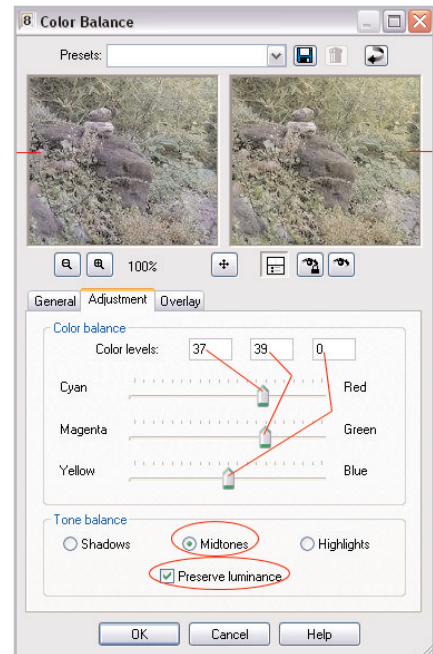 8 Color Balance
Presets:
100%
General Adjustment Overlay
Color balance
Color levels: 37 39 0
Cyan Red
Magenta Green
Yellow Blue
Tone balance
Shadows Midtones Highlights
Preserve luminance
OK Cancel Help